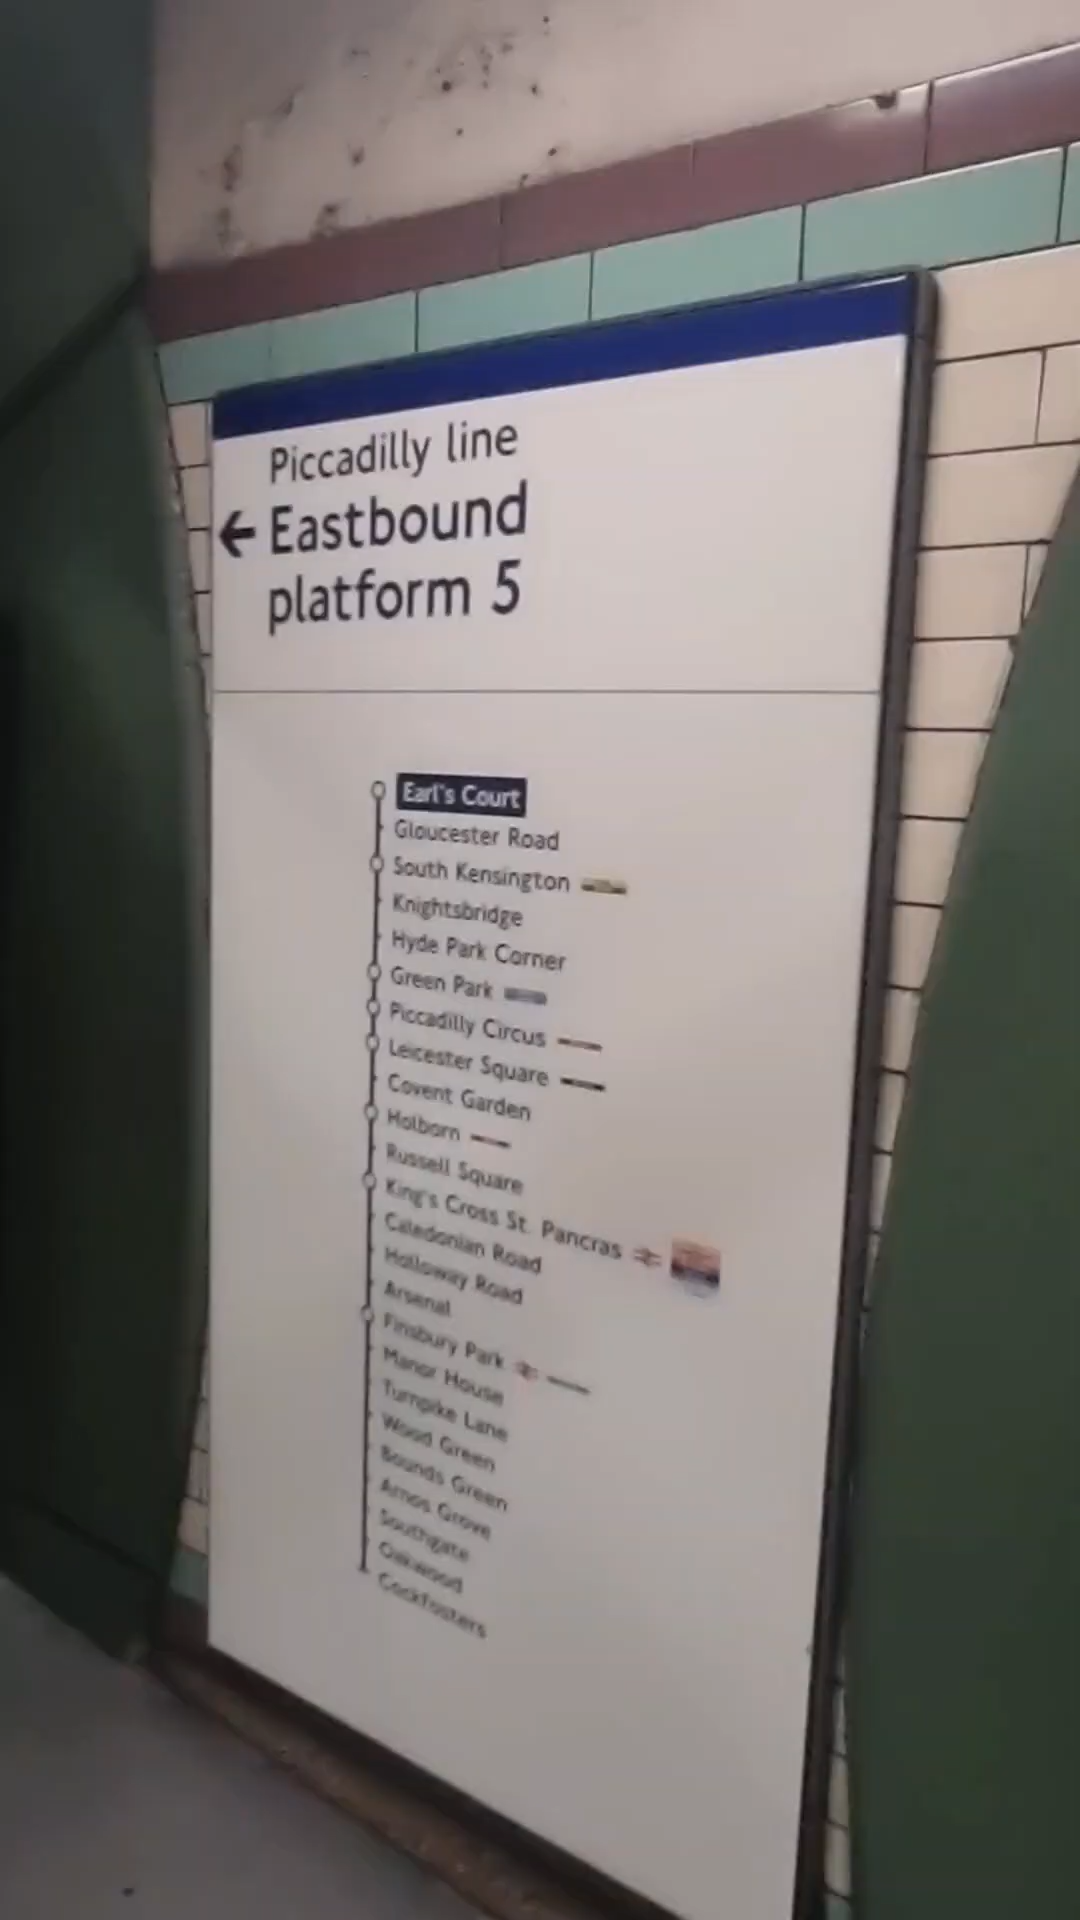 Piccadilly line
← Eastbound
platform 5
Earl's Court
Gloucester Road
South Kensington
Knightsbridge
Hyde Park Corner
Green Park
Piccadilly Circus
Leicester Square
Covent Garden
Holborn
Russell Square
King's Cross St. Pancras
Caledonian Road
Holloway Road
Arsenal
Finsbury Park
Manor House
Turnpike Lane
Wood Green
Bounds Green
Arnos Grove
Southgate
Oakwood
Cockfosters